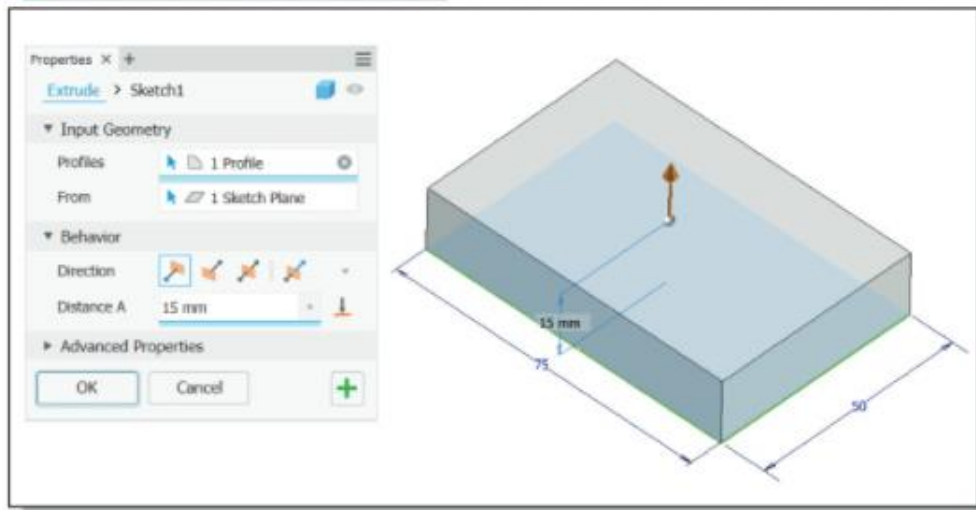 Properties × +
Extrude > Sketch1
▼ Input Geometry
Profiles 1 Profile
From 1 Sketch Plane
▼ Behavior
Direction
Distance A 15 mm
► Advanced Properties
OK Cancel +
15 mm
75
50